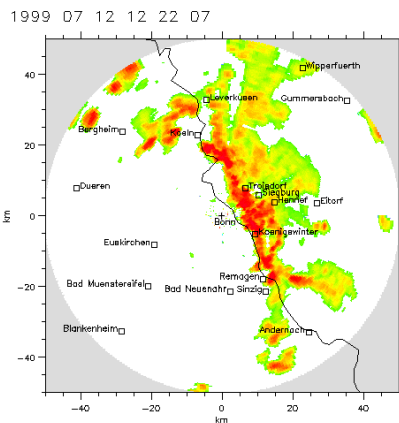 1999 07 12 12 22 07
Wipperfuerth
Leverkusen
Gummersbach
Bergheim
Koeln
Dueren
Troisdorf
Siegburg
Hennef
Eitorf
Bonn
Koenigswinter
Euskirchen
Remagen
Bad Muenstereifel
Bad Neuenahr
Sinzig
Blankenheim
Andernach
40
20
0
-20
-40
km
-40
-20
0
20
40
km